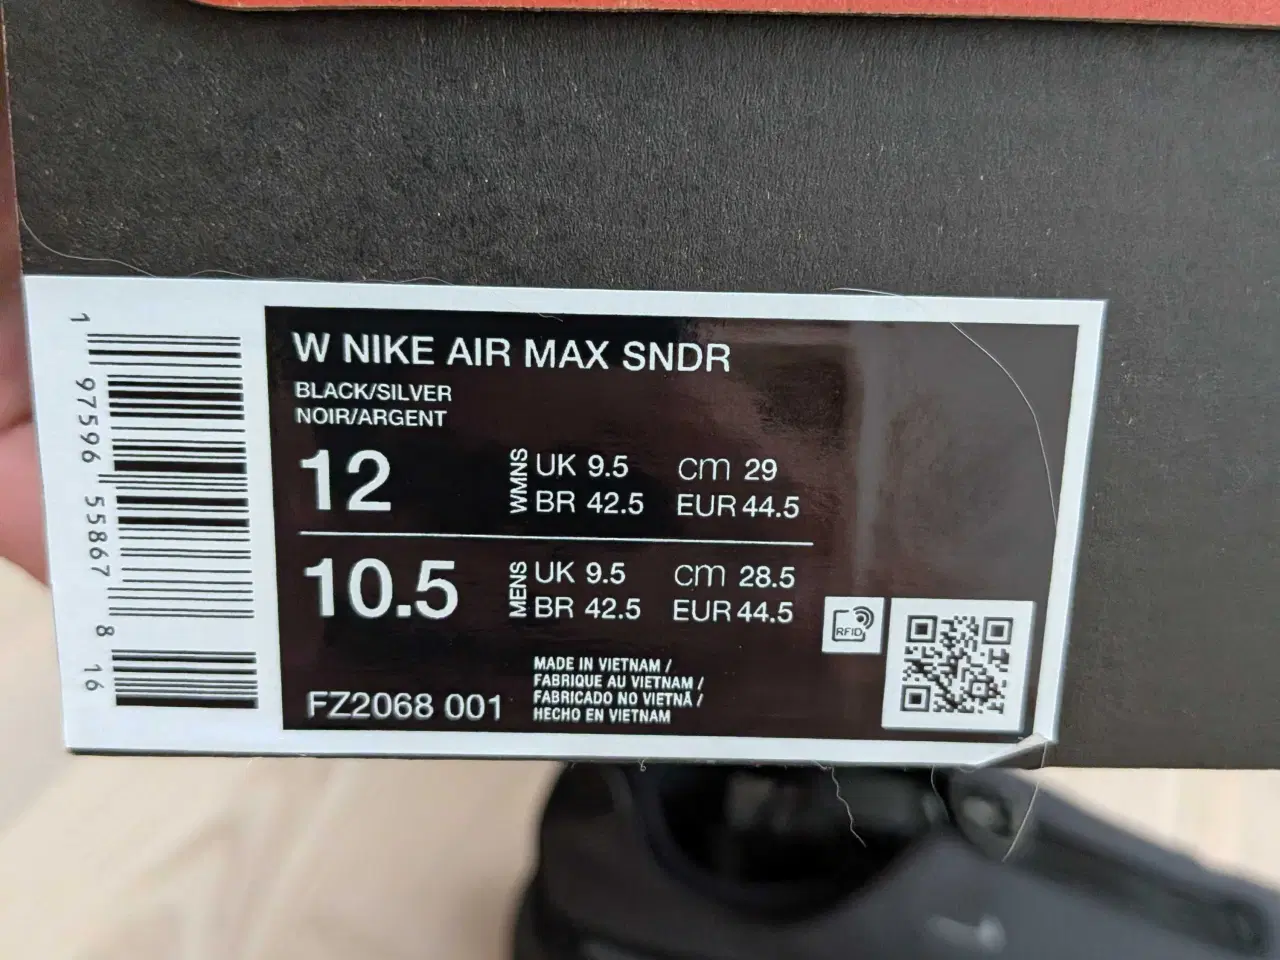 W NIKE AIR MAX SNDR
BLACK/SILVER
NOIR/ARGENT
12 WMNS UK 9.5 cm 29
BR 42.5 EUR 44.5
10.5 MENS UK 9.5 cm 28.5
BR 42.5 EUR 44.5
FZ2068 001
MADE IN VIETNAM /
FABRIQUE AU VIETNAM /
FABRICADO NO VIETNÃ /
HECHO EN VIETNAM
RFID
1 97596 55867 8 16